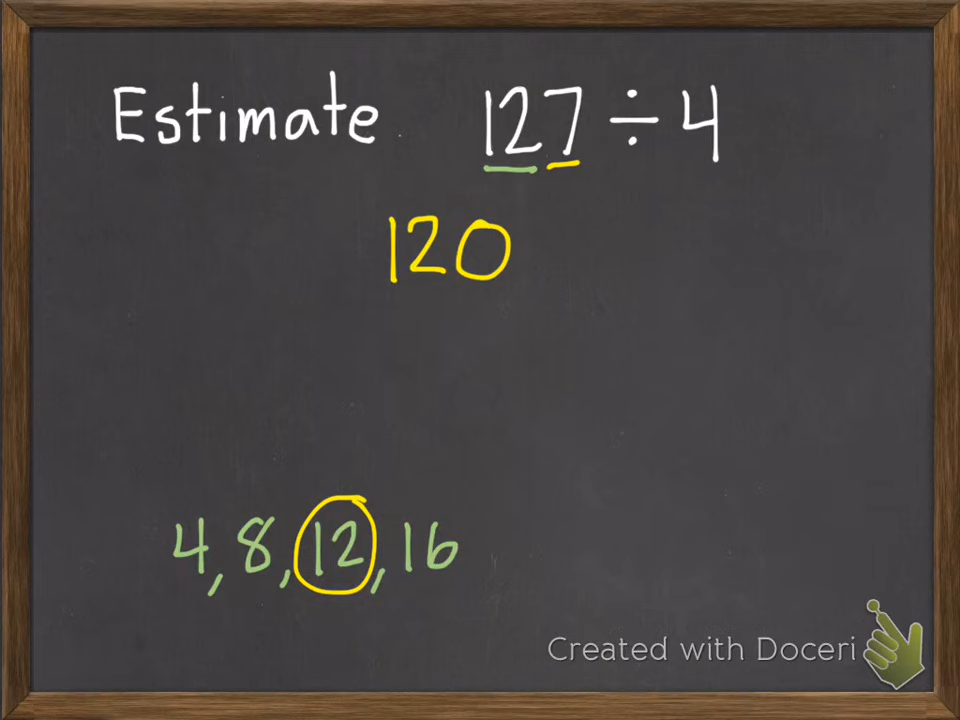 Estimate 127 ÷ 4
120
4, 8, 12, 16
Created with Doceri